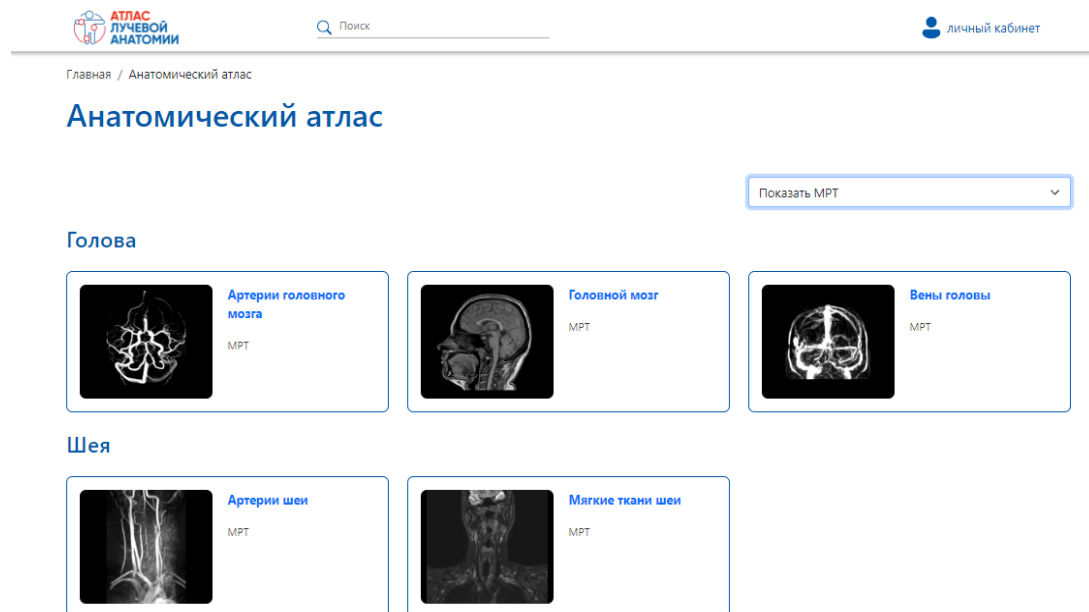 АТЛАС
ЛУЧЕВОЙ
АНАТОМИИ
Поиск
личный кабинет
Главная / Анатомический атлас
Анатомический атлас
Показать МРТ
Голова
Артерии головного
мозга
МРТ
Головной мозг
МРТ
Вены головы
МРТ
Шея
Артерии шеи
МРТ
Мягкие ткани шеи
МРТ